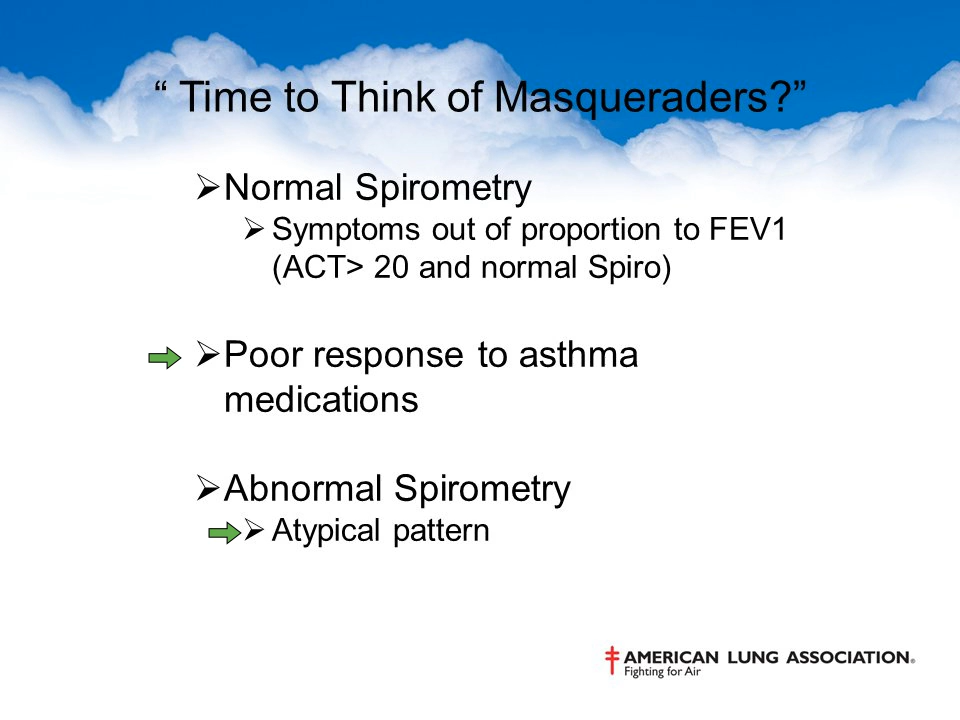 “ Time to Think of Masqueraders?”
➢Normal Spirometry
➢Symptoms out of proportion to FEV1
(ACT> 20 and normal Spiro)
➢Poor response to asthma
medications
➢Abnormal Spirometry
➢Atypical pattern
AMERICAN LUNG ASSOCIATION®
Fighting for Air